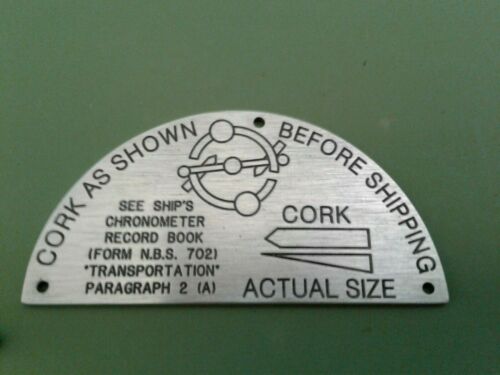 CORK AS SHOWN BEFORE SHIPPING
SEE SHIP'S
CHRONOMETER
RECORD BOOK
(FORM N.B.S. 702)
"TRANSPORTATION"
PARAGRAPH 2 (A)
CORK
ACTUAL SIZE